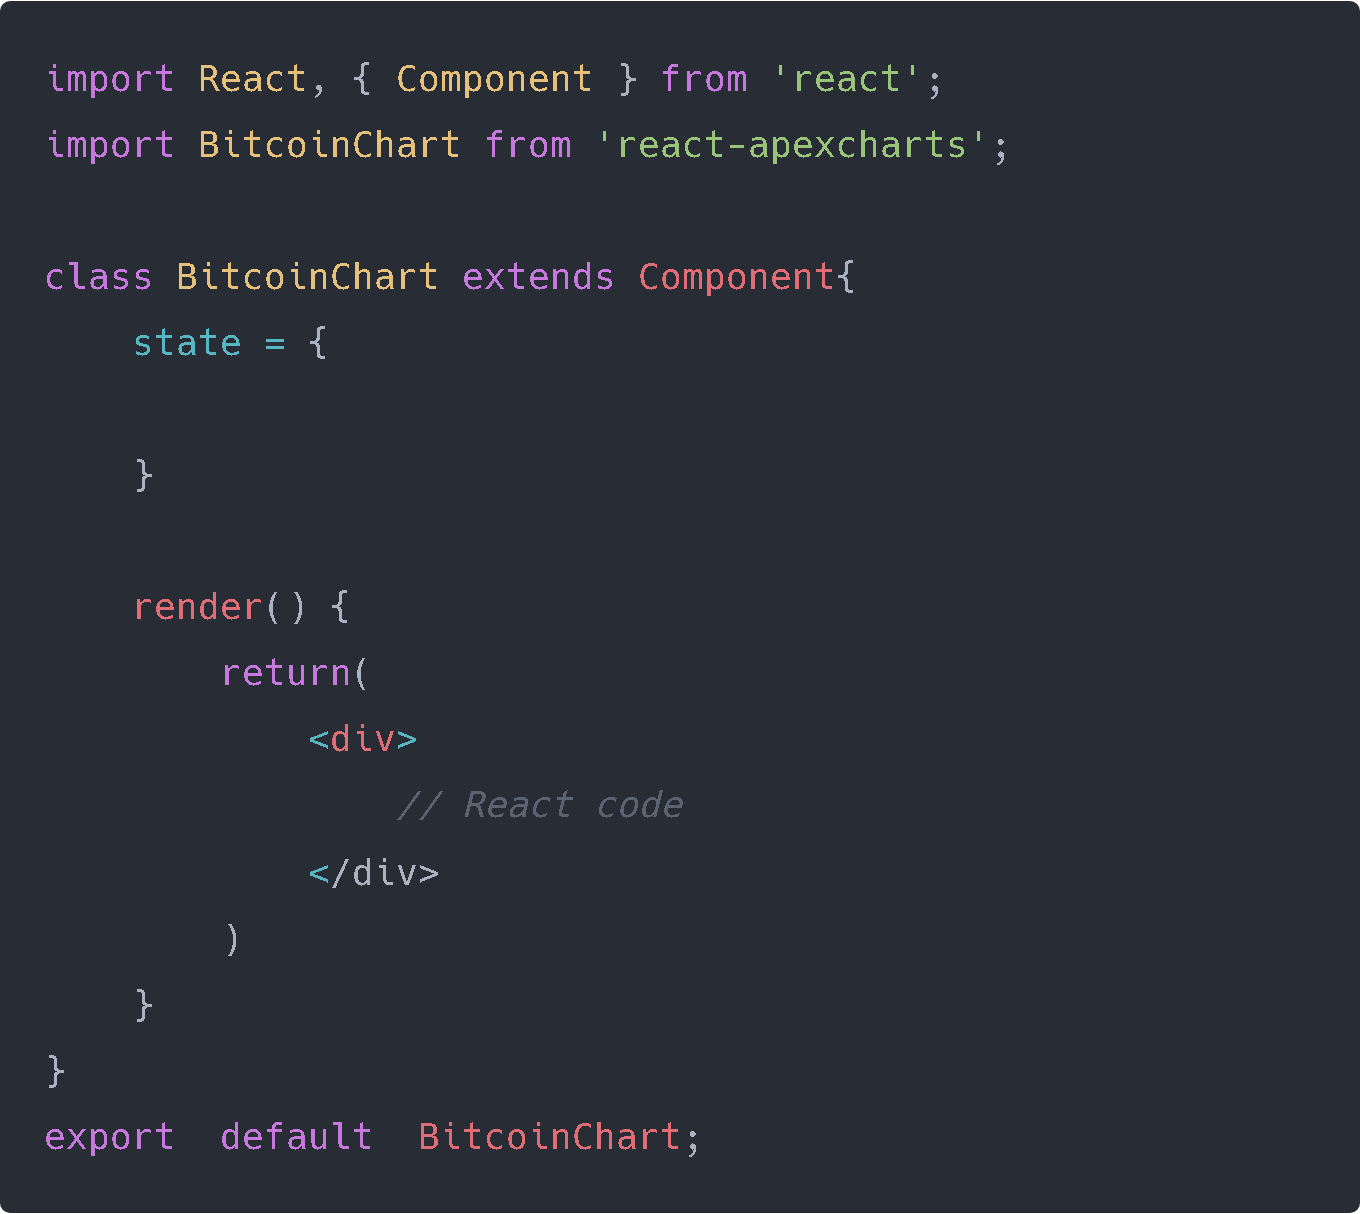 import React, { Component } from 'react';
import BitcoinChart from 'react-apexcharts';

class BitcoinChart extends Component{
    state = {

    }

    render() {
        return(
            <div>
                // React code
            </div>
        )
    }
}
export  default  BitcoinChart;